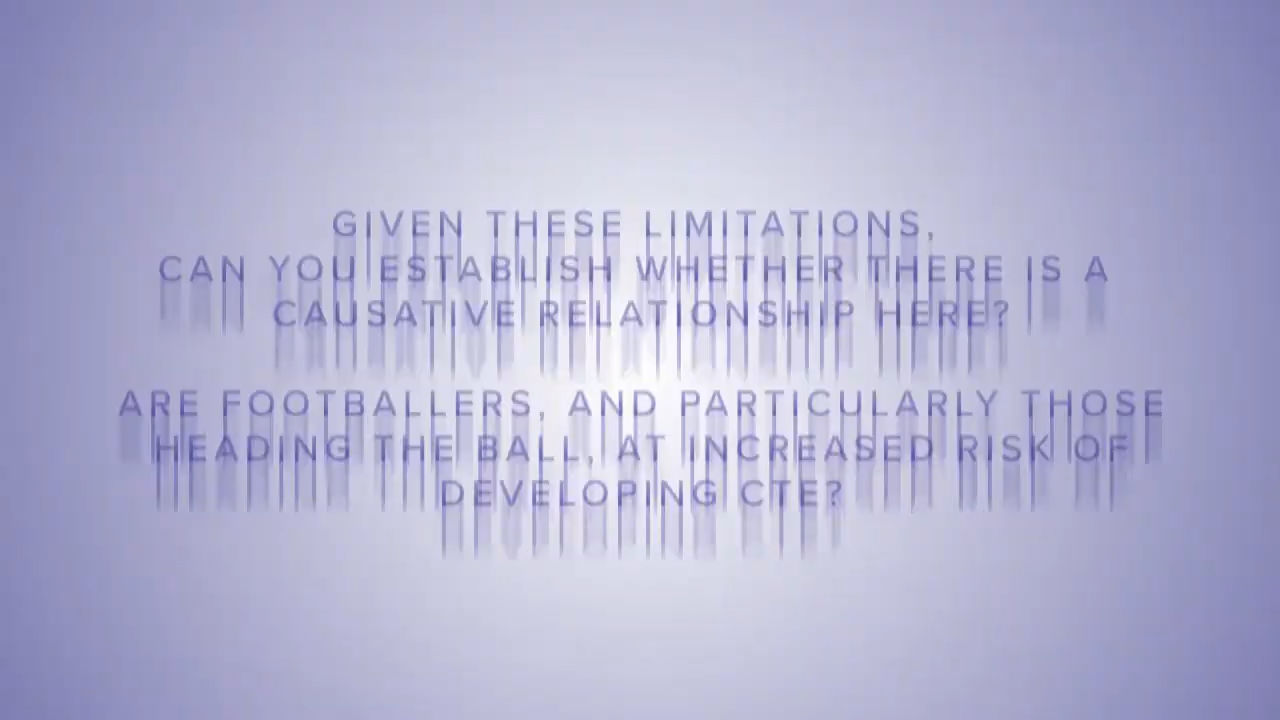 GIVEN THESE LIMITATIONS,
CAN YOU ESTABLISH WHETHER THERE IS A
CAUSATIVE RELATIONSHIP HERE?
ARE FOOTBALLERS, AND PARTICULARLY THOSE
HEADING THE BALL, AT INCREASED RISK OF
DEVELOPING CTE?